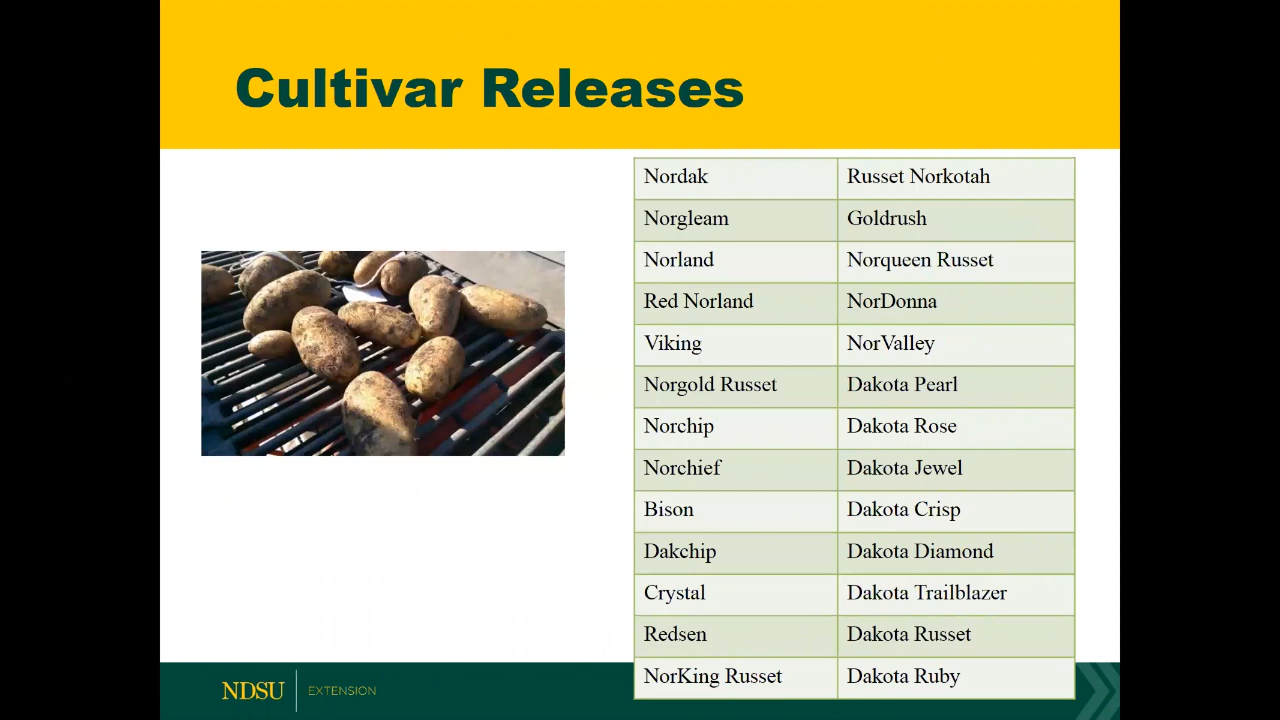 Cultivar Releases
Nordak Russet Norkotah
Norgleam Goldrush
Norland Norqueen Russet
Red Norland NorDonna
Viking NorValley
Norgold Russet Dakota Pearl
Norchip Dakota Rose
Norchief Dakota Jewel
Bison Dakota Crisp
Dakchip Dakota Diamond
Crystal Dakota Trailblazer
Redsen Dakota Russet
NorKing Russet Dakota Ruby
NDSU EXTENSION